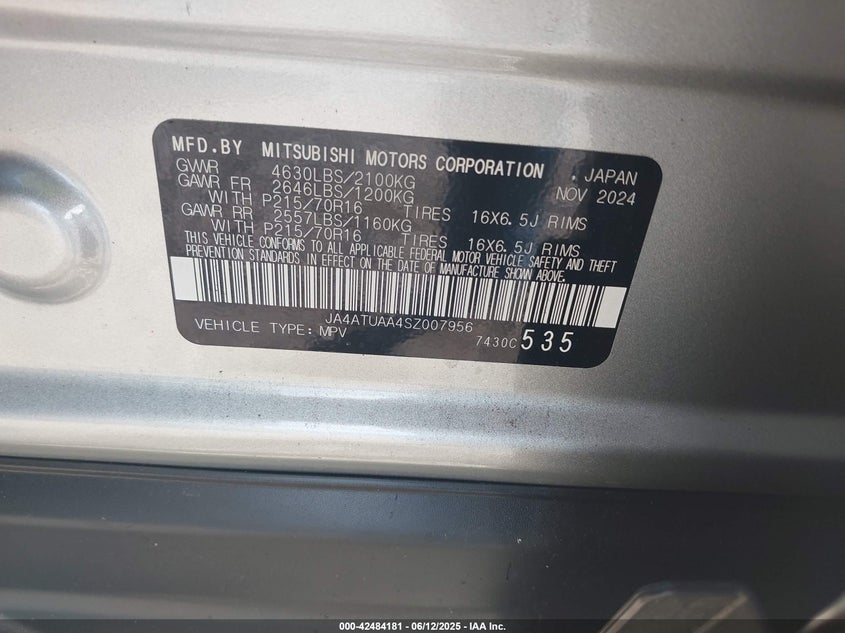 MFD.BY MITSUBISHI MOTORS CORPORATION . JAPAN
GVWR 4630LBS/2100KG NOV 2024
GAWR FR 2646LBS/1200KG
WITH P215/70R16 TIRES 16X6.5J RIMS
GAWR RR 2557LBS/1160KG
WITH P215/70R16 TIRES 16X6.5J RIMS
THIS VEHICLE CONFORMS TO ALL APPLICABLE FEDERAL MOTOR VEHICLE SAFETY AND THEFT
PREVENTION STANDARDS IN EFFECT ON THE DATE OF MANUFACTURE SHOWN ABOVE.
JA4ATUAA4SZ007956
VEHICLE TYPE:MPV 7430C 535
000-42484181 - 06/12/2025 - IAA Inc.